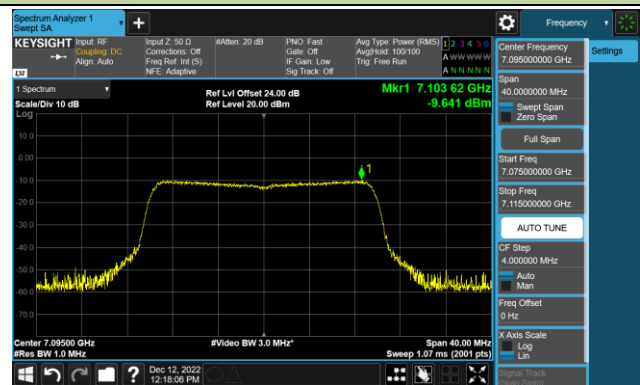 Spectrum Analyzer 1
Swept SA
Frequency
KEYSIGHT
Input: RF
Coupling: DC
Align: Auto
Input Z: 50 Ω
Corrections: Off
Freq Ref: Int (S)
NFE: Adaptive
#Atten: 20 dB
PNO: Fast
Gate: Off
IF Gain: Low
Sig Track: Off
Avg Type: Power (RMS)
Avg|Hold: 100/100
Trig: Free Run
1 2 3 4 5 6
A W W W W W
A N N N N N
LXI
1 Spectrum
Scale/Div 10 dB
Log
Ref Lvl Offset 24.00 dB
Ref Level 20.00 dBm
Mkr1 7.103 62 GHz
-9.641 dBm
1
10.0
0.00
-10.0
-20.0
-30.0
-40.0
-50.0
-60.0
-70.0
Center 7.09500 GHz
#Res BW 1.0 MHz
#Video BW 3.0 MHz*
Span 40.00 MHz
Sweep 1.07 ms (2001 pts)
Center Frequency
7.095000000 GHz
Settings
Span
40.0000000 MHz
Swept Span
Zero Span
Full Span
Start Freq
7.075000000 GHz
Stop Freq
7.115000000 GHz
AUTO TUNE
CF Step
4.000000 MHz
Auto
Man
Freq Offset
0 Hz
X Axis Scale
Log
Lin
Signal Track
(Span Zoom)
Dec 12, 2022
12:18:06 PM